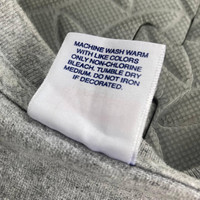 MACHINE WASH WARM
WITH LIKE COLORS
ONLY NON-CHLORINE
BLEACH. TUMBLE DRY
MEDIUM. DO NOT IRON
IF DECORATED.